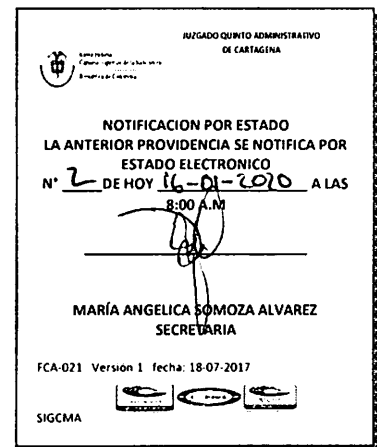 JUZGADO QUINTO ADMINISTRATIVO
DE CARTAGENA
NOTIFICACION POR ESTADO
LA ANTERIOR PROVIDENCIA SE NOTIFICA POR
ESTADO ELECTRONICO
N° 2 DE HOY 16-01-2020 A LAS
8:00 A.M
MARÍA ANGELICA SOMOZA ALVAREZ
SECRETARIA
FCA-021 Versión 1 fecha: 18-07-2017
SIGCMA